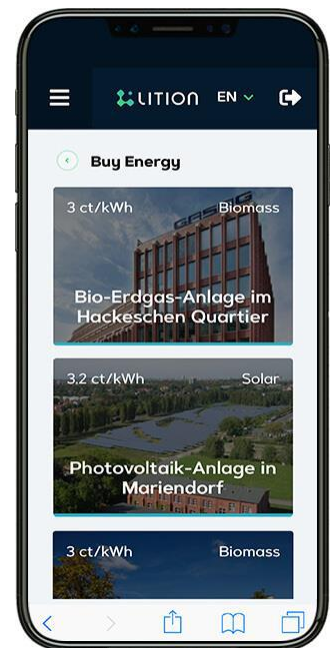 LITION EN
Buy Energy
3 ct/kWh Biomass
GASAG
Bio-Erdgas-Anlage im
Hackeschen Quartier
3.2 ct/kWh Solar
Photovoltaik-Anlage in
Mariendorf
3 ct/kWh Biomass